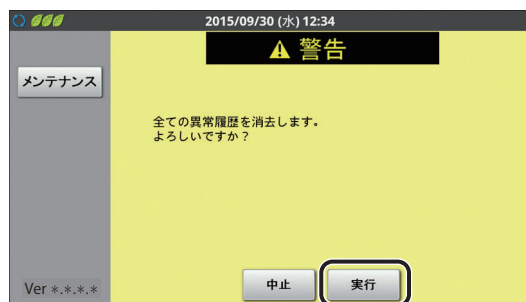 2015/09/30 (水) 12:34
警告
メンテナンス
全ての異常履歴を消去します。
よろしいですか？
中止
実行
Ver *.*.*.*